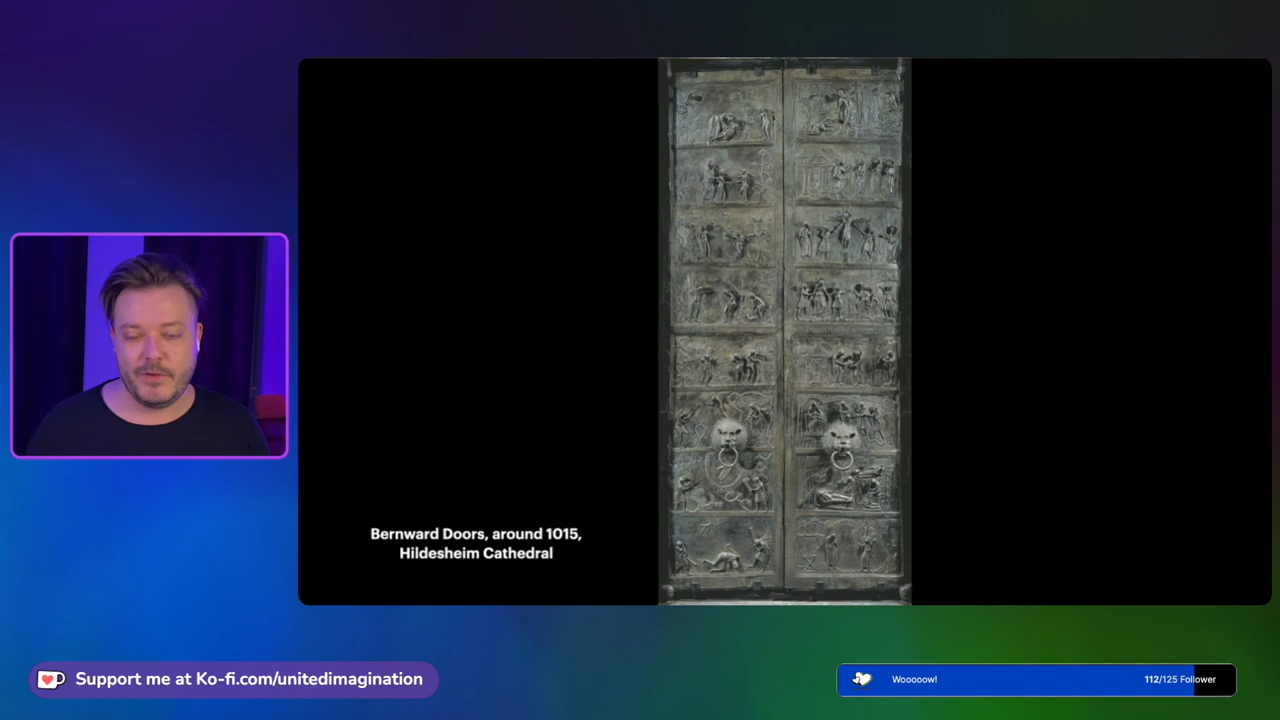 Bernward Doors, around 1015,
Hildesheim Cathedral
Support me at Ko-fi.com/unitedimagination
Wooooow!
112/125 Follower